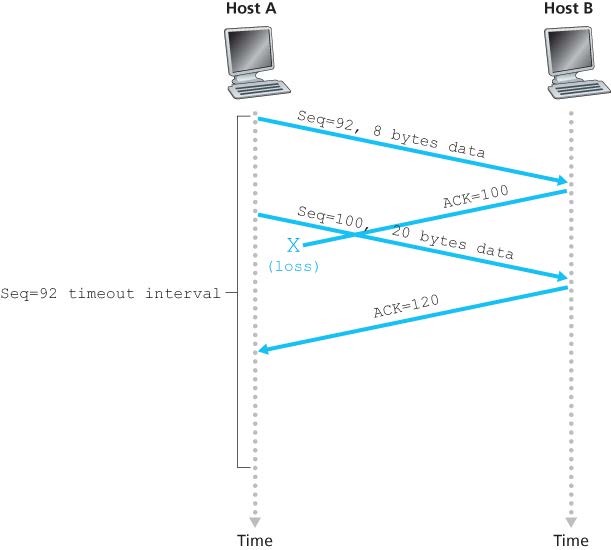 Host A
Host B
Seq=92, 8 bytes data
ACK=100
Seq=100, 20 bytes data
X
(loss)
Seq=92 timeout interval
ACK=120
Time
Time